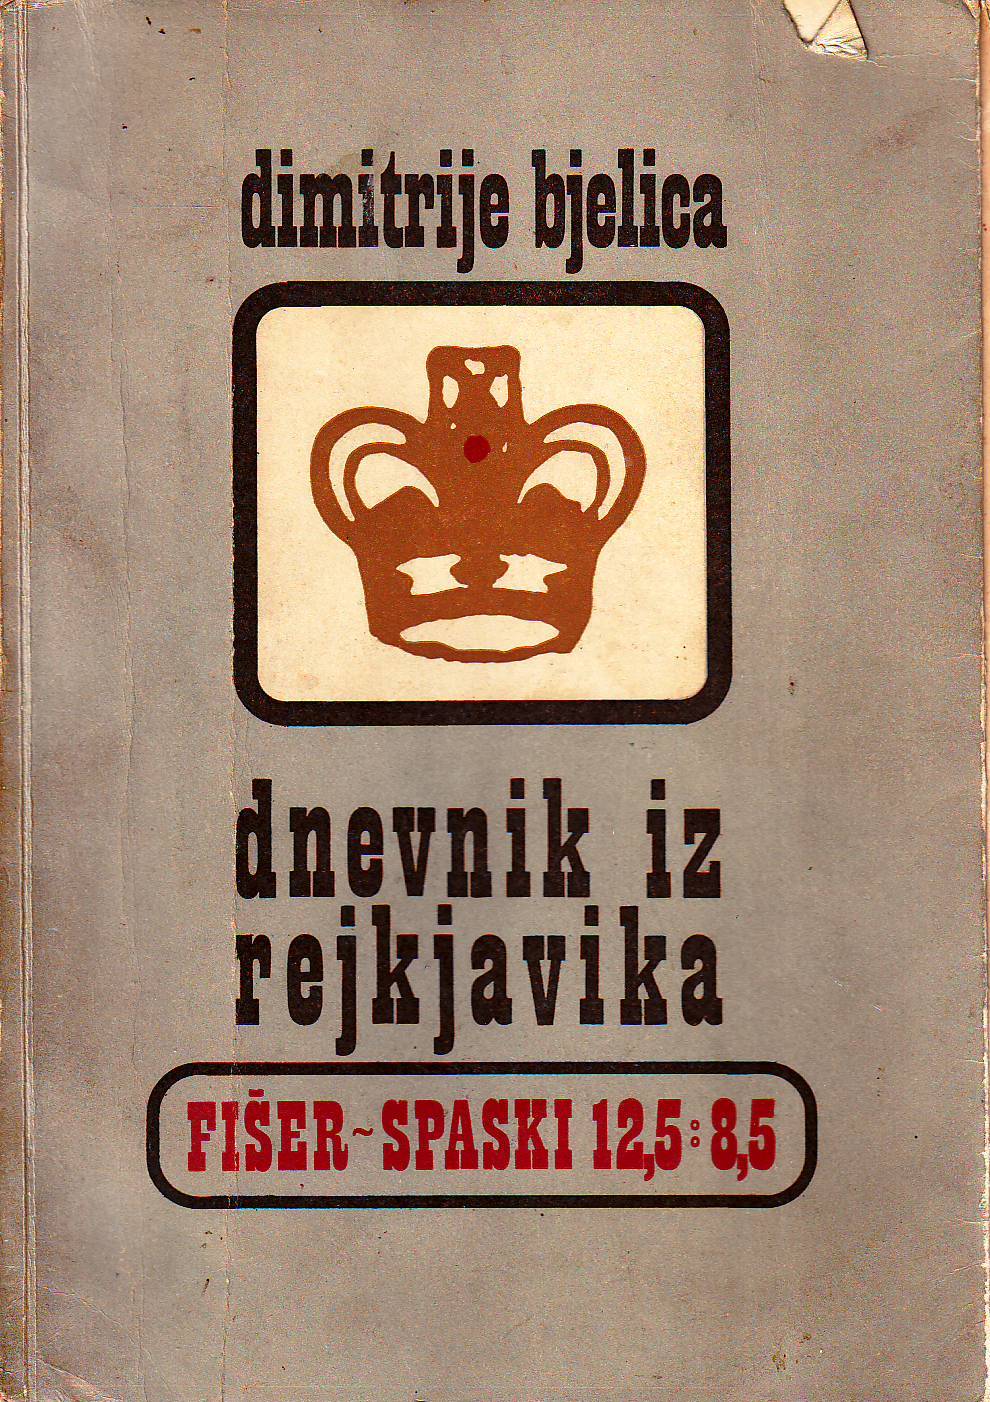 dimitrije bjelica
dnevnik iz
rejkjavika
FIŠER~SPASKI 12,5:8,5